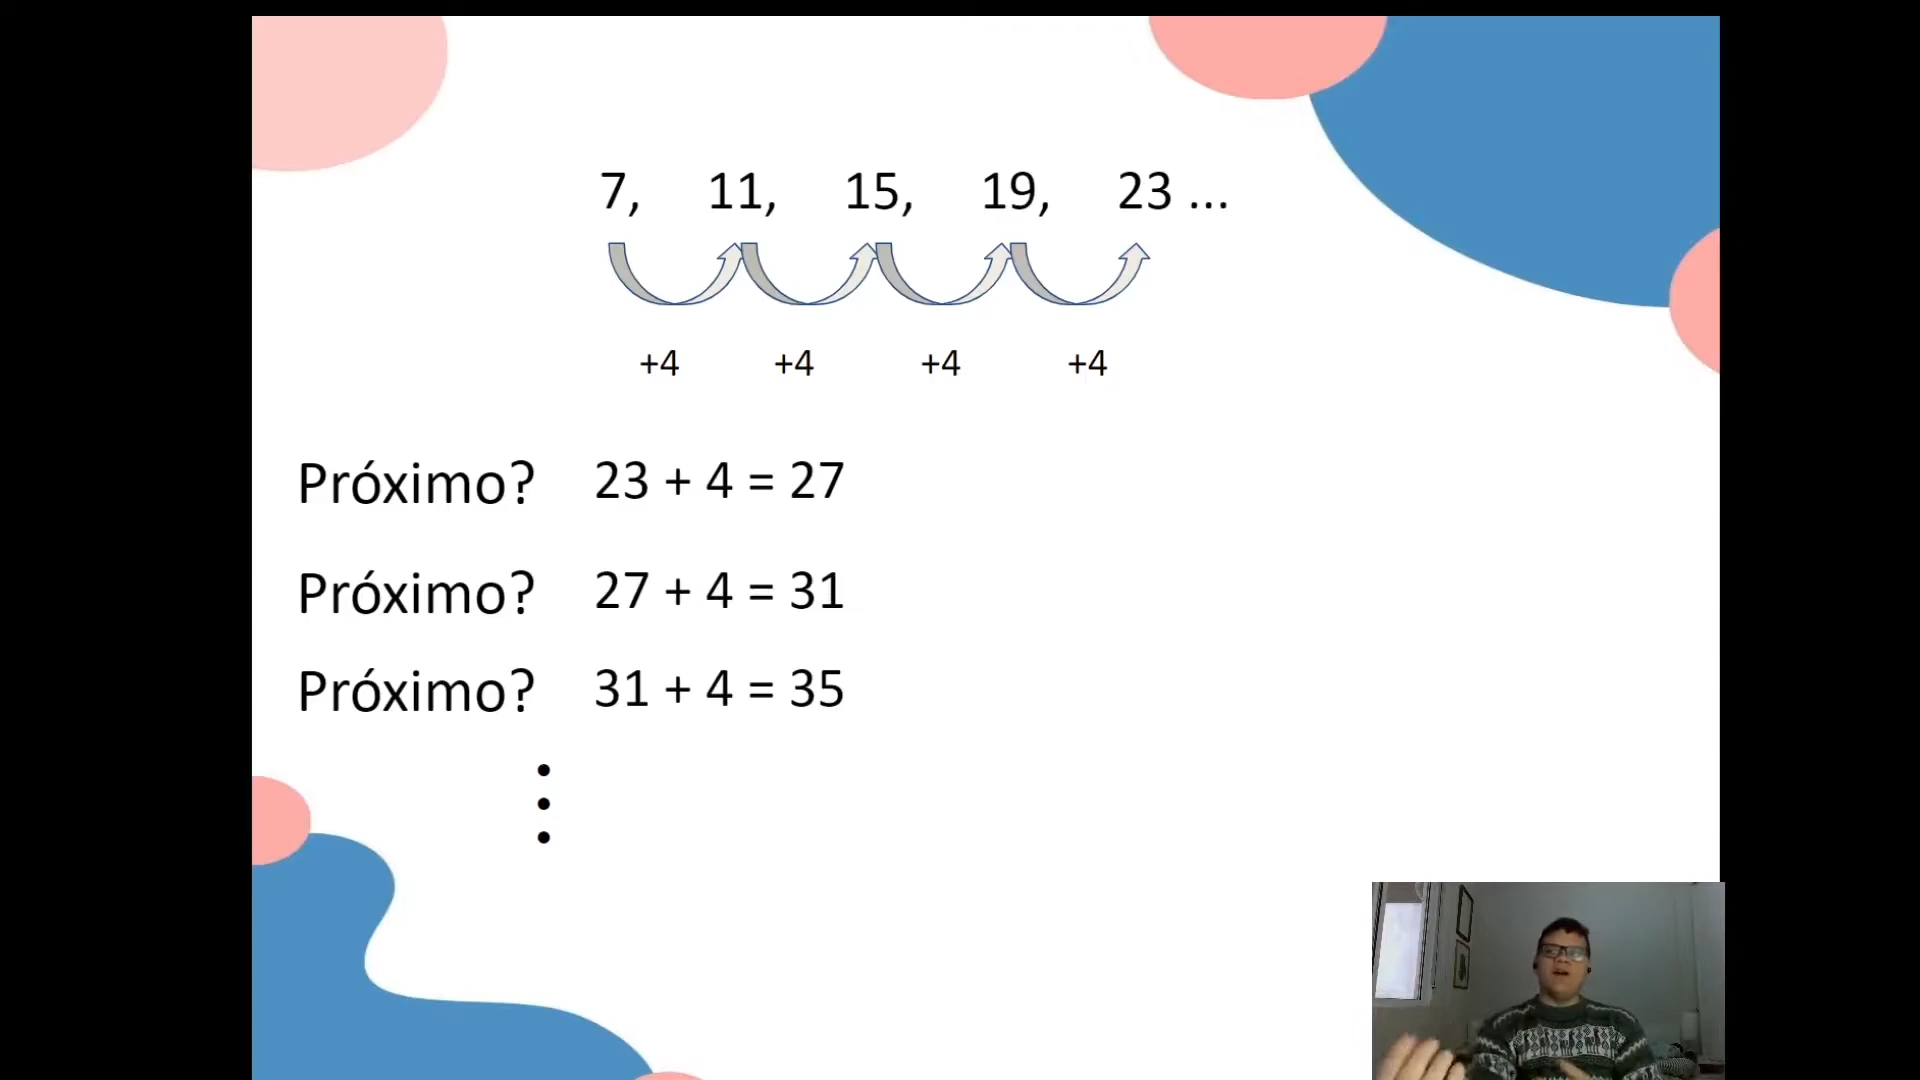 7, 11, 15, 19, 23 ...
+4 +4 +4 +4
Próximo? 23 + 4 = 27
Próximo? 27 + 4 = 31
Próximo? 31 + 4 = 35